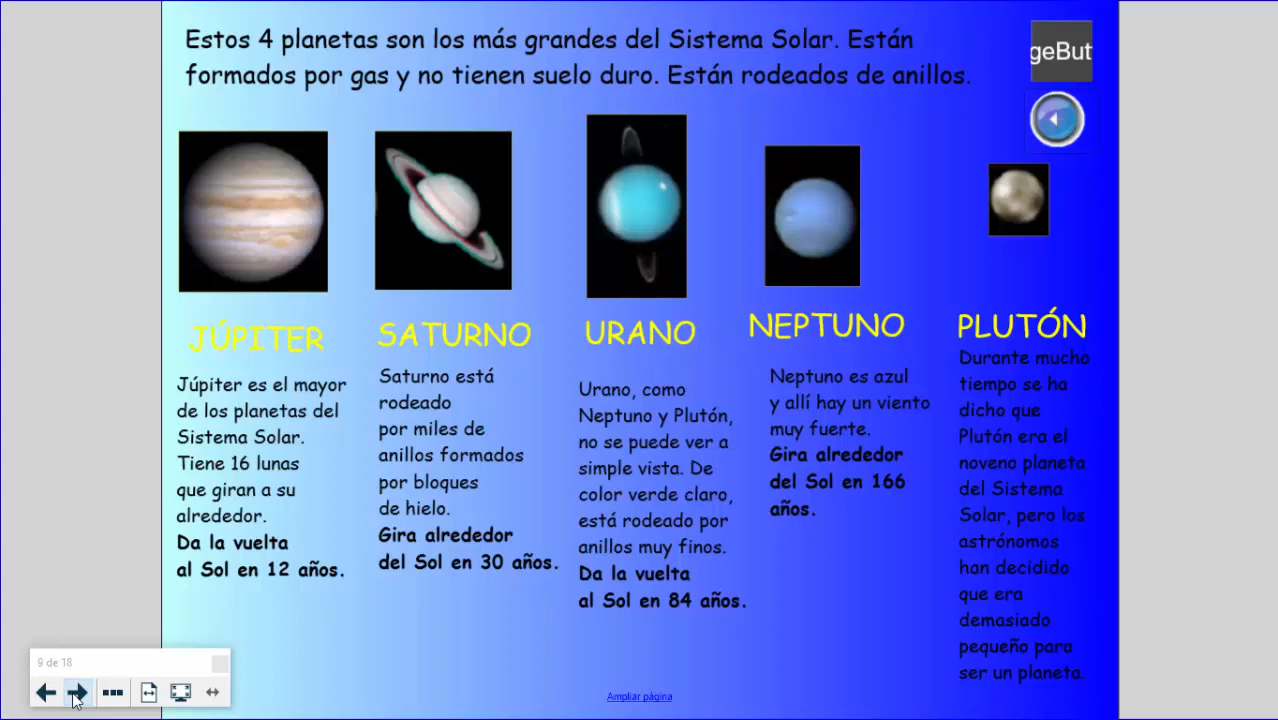 Estos 4 planetas son los más grandes del Sistema Solar. Están
formados por gas y no tienen suelo duro. Están rodeados de anillos.
geBut
JÚPITER
Júpiter es el mayor
de los planetas del
Sistema Solar.
Tiene 16 lunas
que giran a su
alrededor.
Da la vuelta
al Sol en 12 años.
SATURNO
Saturno está
rodeado
por miles de
anillos formados
por bloques
de hielo.
Gira alrededor
del Sol en 30 años.
URANO
Urano, como
Neptuno y Plutón,
no se puede ver a
simple vista. De
color verde claro,
está rodeado por
anillos muy finos.
Da la vuelta
al Sol en 84 años.
NEPTUNO
Neptuno es azul
y allí hay un viento
muy fuerte.
Gira alrededor
del Sol en 166
años.
PLUTÓN
Durante mucho
tiempo se ha
dicho que
Plutón era el
noveno planeta
del Sistema
Solar, pero los
astrónomos
han decidido
que era
demasiado
pequeño para
ser un planeta.
9 de 18
Ampliar página